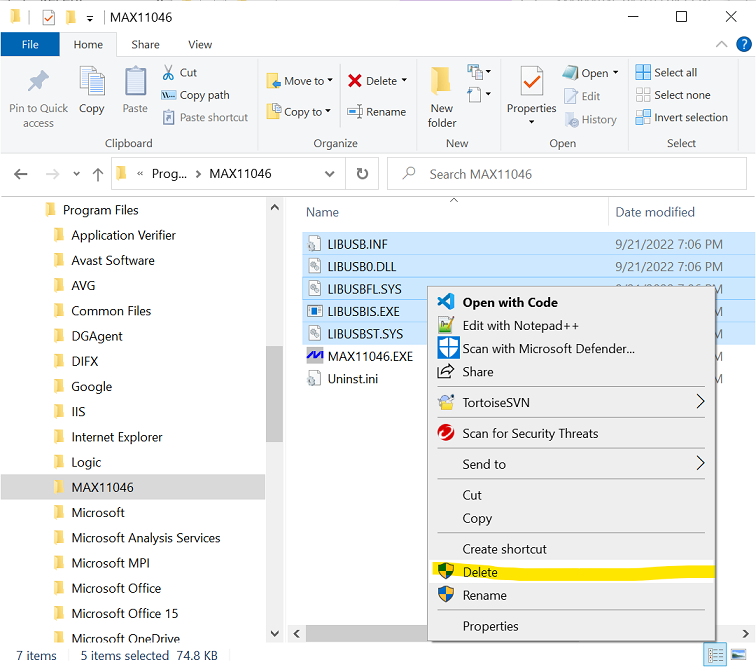 MAX11046
File
Home
Share
View
Pin to Quick access
Copy
Paste
Cut
Copy path
Paste shortcut
Clipboard
Move to
Copy to
Delete
Rename
Organize
New folder
New
Properties
Open
Edit
History
Open
Select all
Select none
Invert selection
Select
« Prog... > MAX11046
Search MAX11046
Program Files
Application Verifier
Avast Software
AVG
Common Files
DGAgent
DIFX
Google
IIS
Internet Explorer
Logic
MAX11046
Microsoft
Microsoft Analysis Services
Microsoft MPI
Microsoft Office
Microsoft Office 15
Microsoft OneDrive
Name Date modified
LIBUSB.INF 9/21/2022 7:06 PM
LIBUSB0.DLL 9/21/2022 7:06 PM
LIBUSBFL.SYS 9/21/2022 7:06 PM
LIBUSBIS.EXE M
LIBUSBST.SYS M
MAX11046.EXE M
Uninst.ini M
Open with Code
Edit with Notepad++
Scan with Microsoft Defender...
Share
TortoiseSVN
Scan for Security Threats
Send to
Cut
Copy
Create shortcut
Delete
Rename
Properties
7 items 5 items selected 74.8 KB